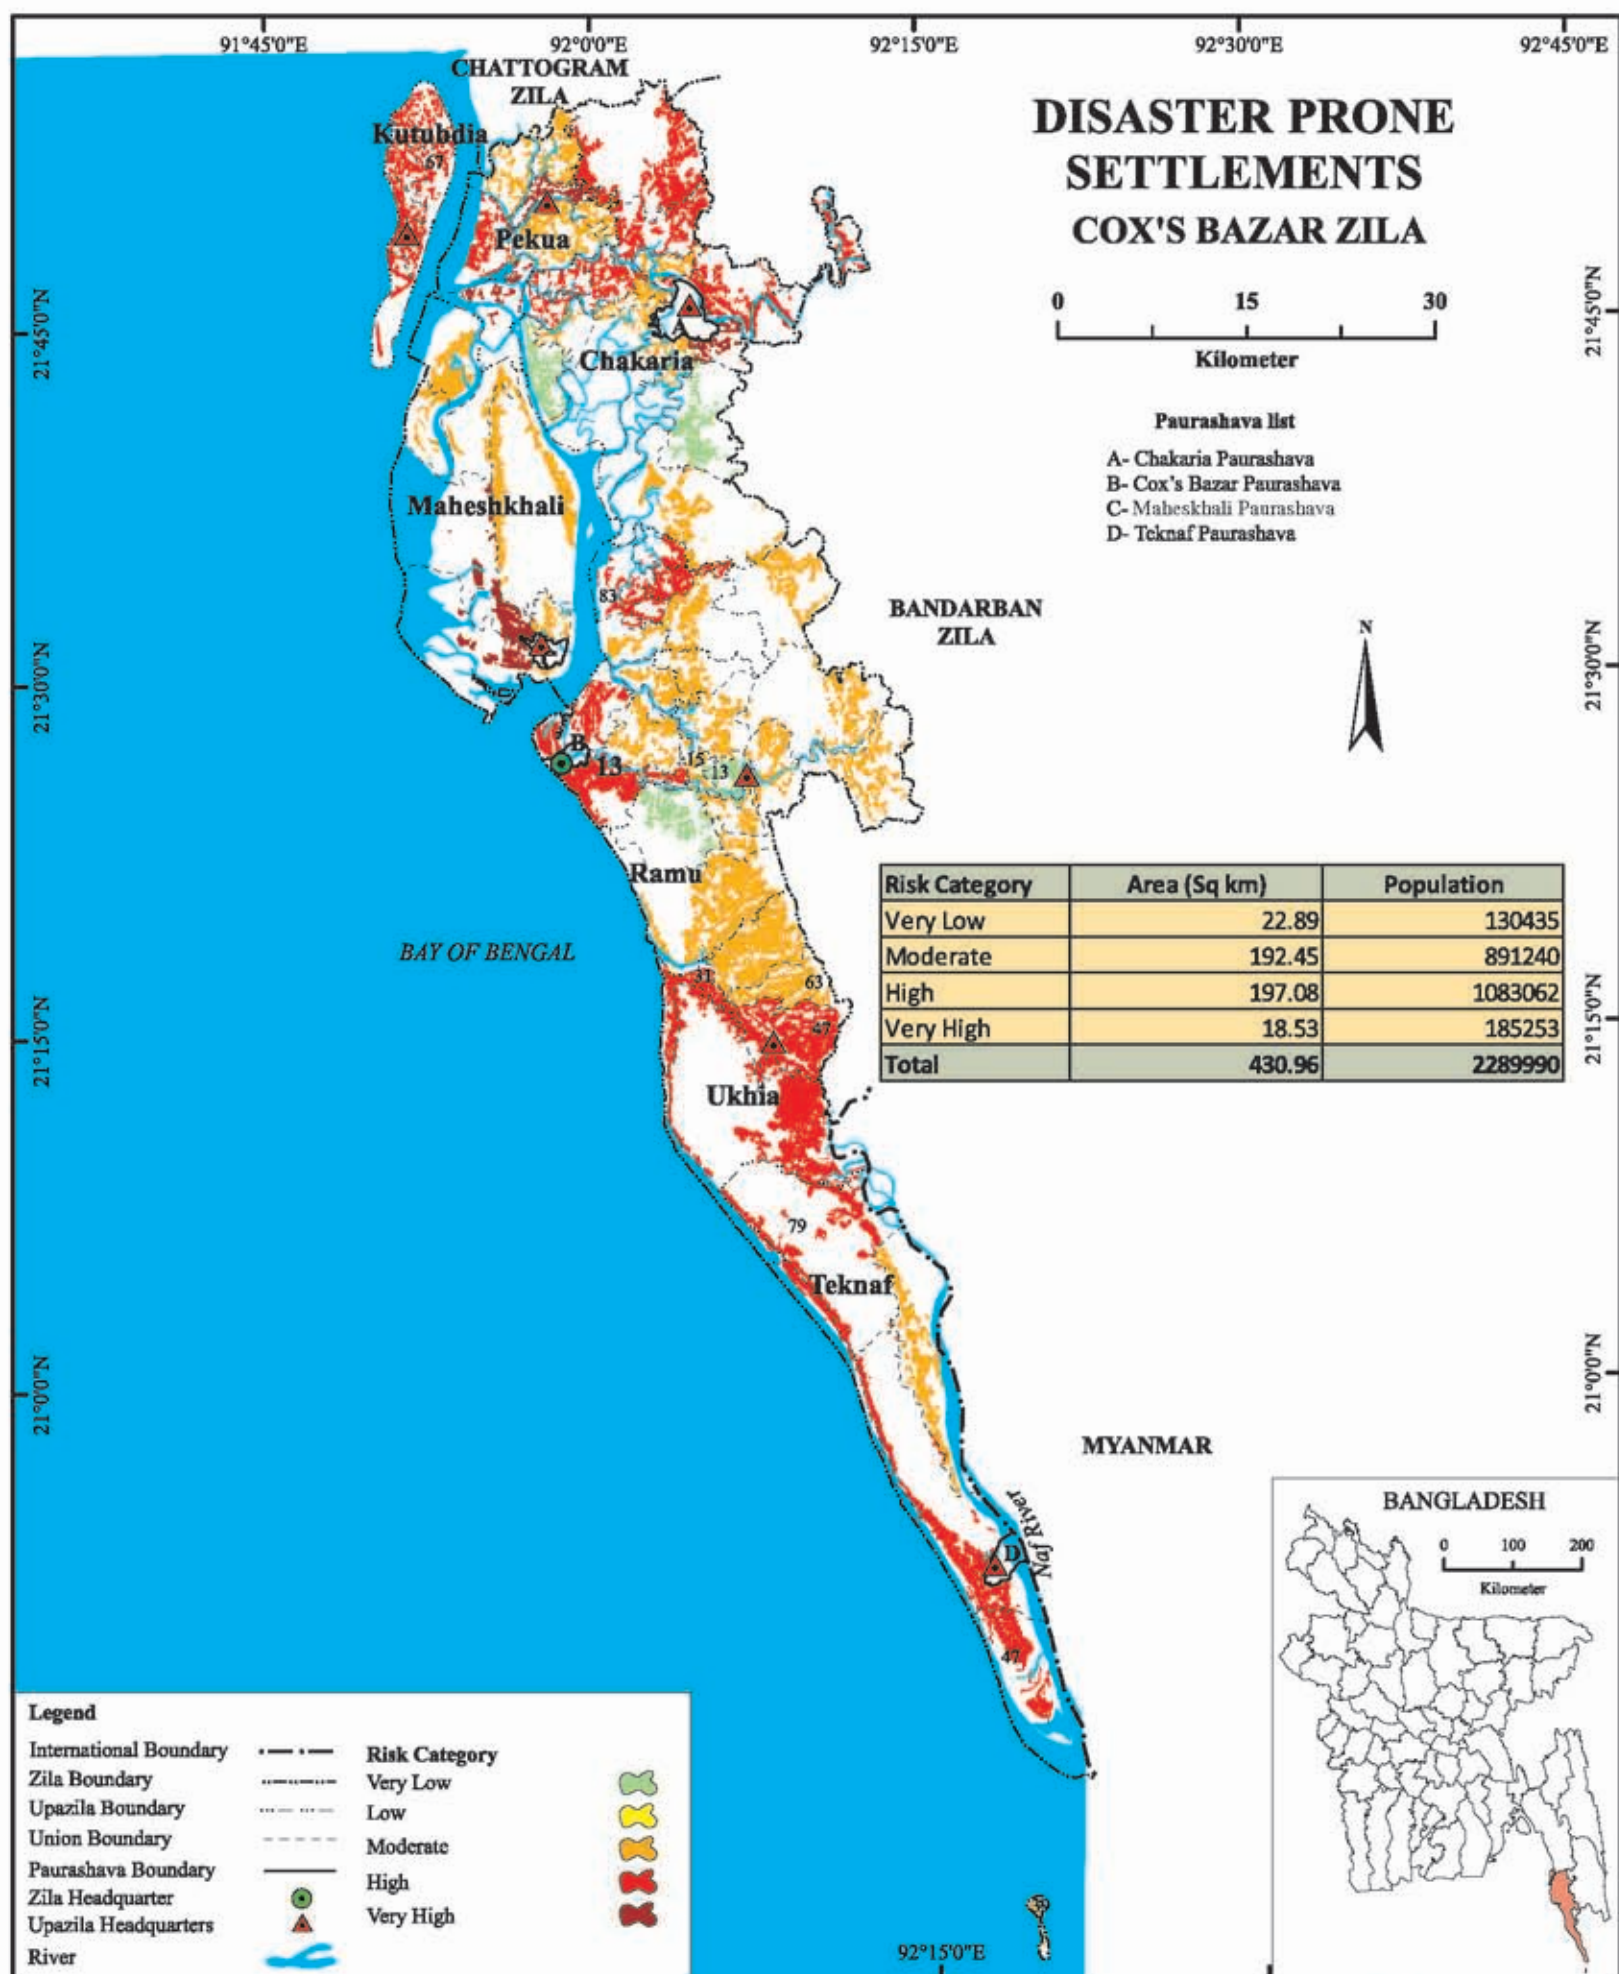 91°45'0"E
92°0'0"E
92°15'0"E
92°30'0"E
92°45'0"E
CHATTOGRAM
ZILA
DISASTER PRONE
SETTLEMENTS
COX'S BAZAR ZILA
Kutubdia
67
Pekua
0 15 30
Kilometer
21°45'0"N
21°45'0"N
A
Chakaria
Paurashava list
A- Chakaria Paurashava
B- Cox's Bazar Paurashava
C- Maheskhali Paurashava
D- Teknaf Paurashava
Maheshkhali
83
BANDARBAN
ZILA
N
C
21°30'0"N
21°30'0"N
B
13
15
13
Ramu
BAY OF BENGAL
Risk Category Area (Sq km) Population
Very Low 22.89 130435
Moderate 192.45 891240
High 197.08 1083062
Very High 18.53 185253
Total 430.96 2289990
31
63
47
21°15'0"N
21°15'0"N
Ukhia
79
Teknaf
21°0'0"N
21°0'0"N
MYANMAR
Naf River
D
47
BANGLADESH
0 100 200
Kilometer
Legend
International Boundary
Zila Boundary
Upazila Boundary
Union Boundary
Paurashava Boundary
Zila Headquarter
Upazila Headquarters
River
Risk Category
Very Low
Low
Moderate
High
Very High
92°15'0"E